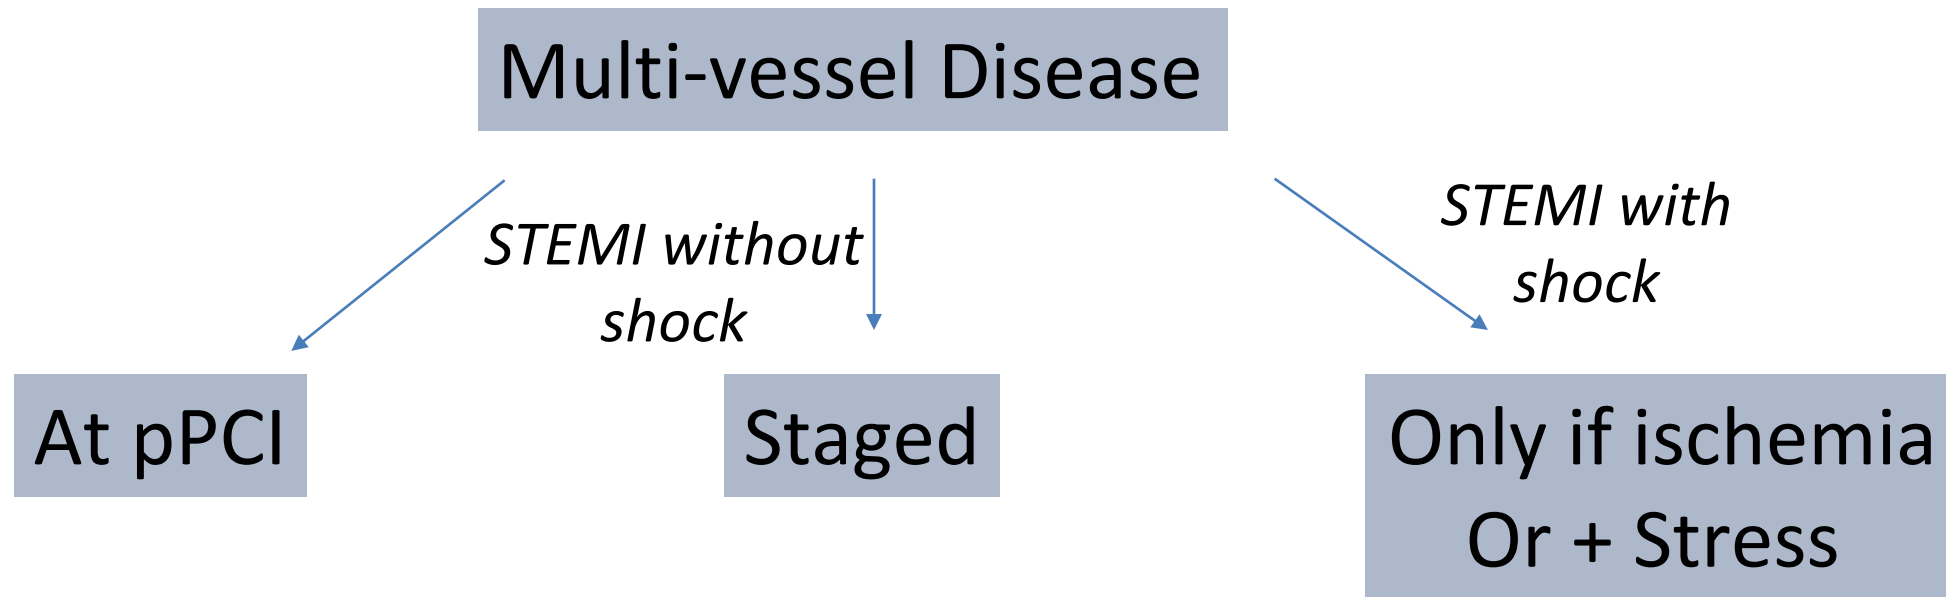 Multi-vessel Disease
STEMI without
shock
STEMI with
shock
At pPCI
Staged
Only if ischemia
Or + Stress